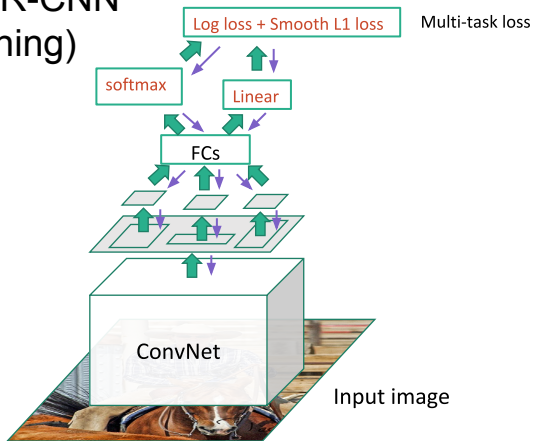 R-CNN
ning)
Log loss + Smooth L1 loss
Multi-task loss
softmax
Linear
FCs
ConvNet
Input image